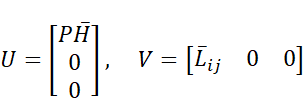 U = [PH̄ 0 0], V = [L̄ij 0 0]